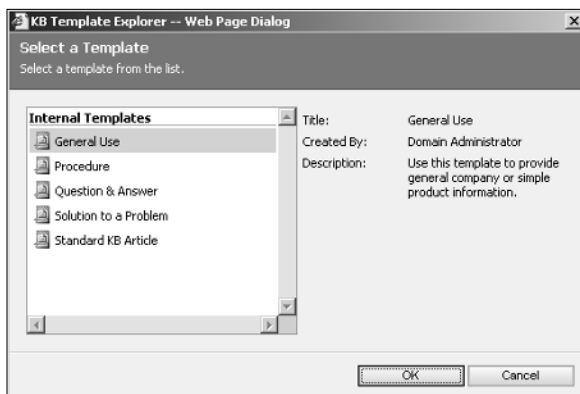 KB Template Explorer -- Web Page Dialog
Select a Template
Select a template from the list.
Internal Templates
General Use
Procedure
Question & Answer
Solution to a Problem
Standard KB Article
Title: General Use
Created By: Domain Administrator
Description: Use this template to provide
general company or simple
product information.
OK Cancel